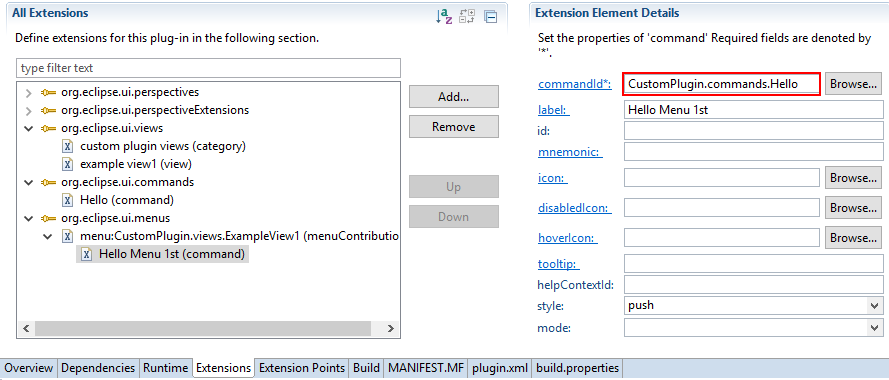 All Extensions
Define extensions for this plug-in in the following section.
type filter text
org.eclipse.ui.perspectives
org.eclipse.ui.perspectiveExtensions
org.eclipse.ui.views
custom plugin views (category)
example view1 (view)
org.eclipse.ui.commands
Hello (command)
org.eclipse.ui.menus
menu:CustomPlugin.views.ExampleView1 (menuContributio
Hello Menu 1st (command)
Add...
Remove
Up
Down
Extension Element Details
Set the properties of 'command' Required fields are denoted by
'*'.
commandId*: CustomPlugin.commands.Hello Browse...
label: Hello Menu 1st
id:
mnemonic:
icon: Browse...
disabledIcon: Browse...
hoverIcon: Browse...
tooltip:
helpContextId:
style: push
mode:
Overview Dependencies Runtime Extensions Extension Points Build MANIFEST.MF plugin.xml build.properties